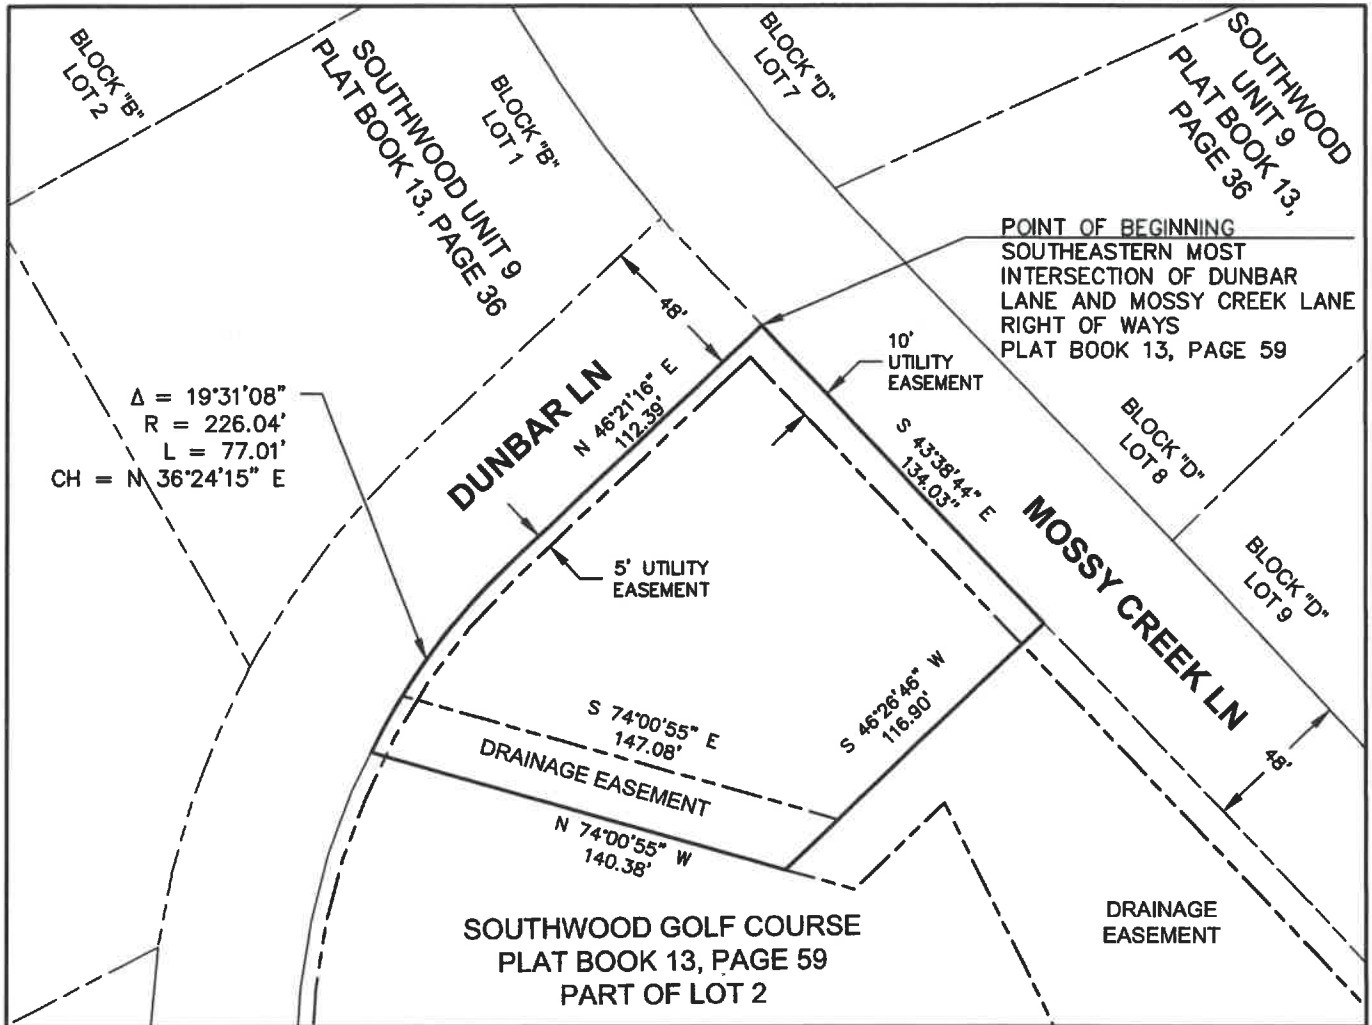 BLOCK "B"
LOT 2
SOUTHWOOD UNIT 9
PLAT BOOK 13, PAGE 36
BLOCK "B"
LOT 1
BLOCK "D"
LOT 7
SOUTHWOOD
UNIT 9
PLAT BOOK 13,
PAGE 36
POINT OF BEGINNING
SOUTHEASTERN MOST
INTERSECTION OF DUNBAR
LANE AND MOSSY CREEK LANE
RIGHT OF WAYS
PLAT BOOK 13, PAGE 59
48'
10'
UTILITY
EASEMENT
Δ = 19°31'08"
R = 226.04'
L = 77.01'
CH = N 36°24'15" E
DUNBAR LN
N 46°21'16" E
112.39'
S 43°38'44" E
134.03"
BLOCK "D"
LOT 8
MOSSY CREEK LN
BLOCK "D"
LOT 9
5' UTILITY
EASEMENT
S 74°00'55" E
147.08'
DRAINAGE EASEMENT
S 46°26'46" W
116.90'
48'
N 74°00'55" W
140.38'
SOUTHWOOD GOLF COURSE
PLAT BOOK 13, PAGE 59
PART OF LOT 2
DRAINAGE
EASEMENT